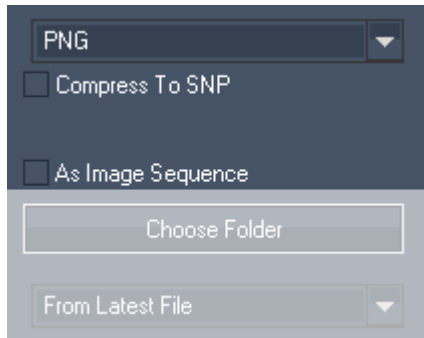 PNG
Compress To SNP
As Image Sequence
Choose Folder
From Latest File